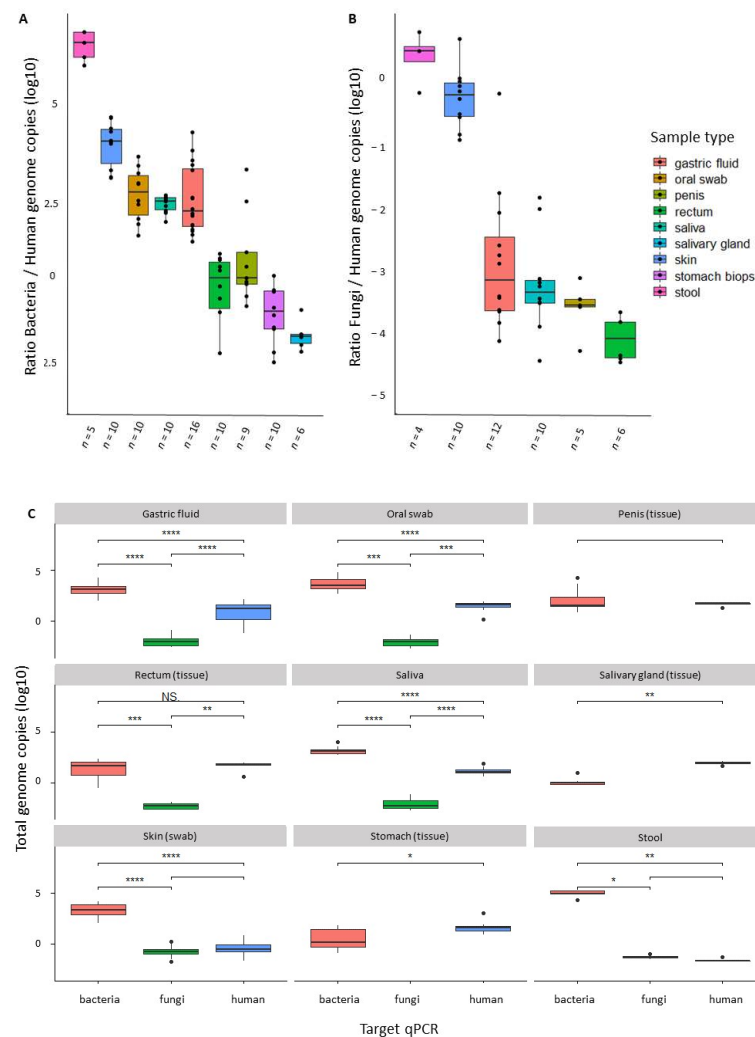 A
Ratio Bacteria / Human genome copies (log10)
5
2.5
0
2.5
n = 5
n = 10
n = 10
n = 10
n = 16
n = 10
n = 9
n = 10
n = 6
B
Ratio Fungi / Human genome copies (log10)
0
− 1
− 2
− 3
− 4
− 5
n = 4
n = 10
n = 12
n = 10
n = 5
n = 6
Sample type
gastric fluid
oral swab
penis
rectum
saliva
salivary gland
skin
stomach biops
stool
C
Total genome copies (log10)
Gastric fluid
Oral swab
Penis (tissue)
****
****
****
****
***
***
5
0
Rectum (tissue)
Saliva
Salivary gland (tissue)
NS.
***
**
****
****
****
**
5
0
Skin (swab)
Stomach (tissue)
Stool
****
****
*
**
*
5
0
bacteria fungi human
bacteria fungi human
bacteria fungi human
Target qPCR